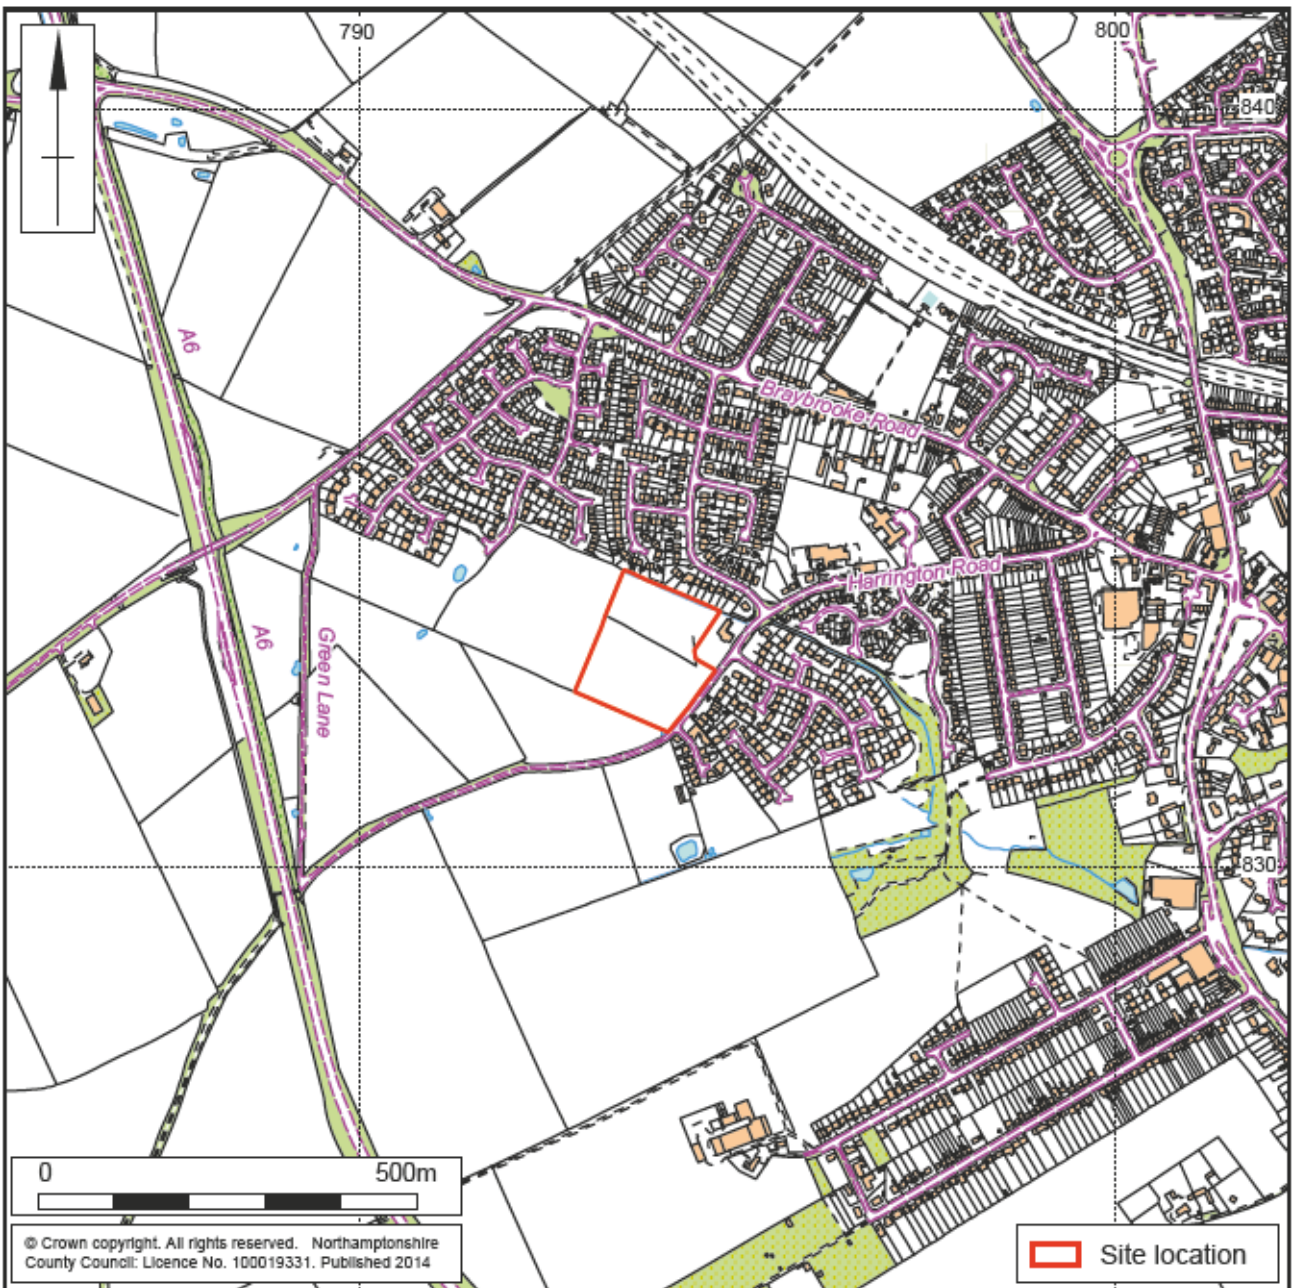 790
800
840
A6
Braybrooke Road
Harrington Road
A6
Green Lane
830
0 500m
© Crown copyright. All rights reserved. Northamptonshire
County Council: Licence No. 100019331. Published 2014
Site location